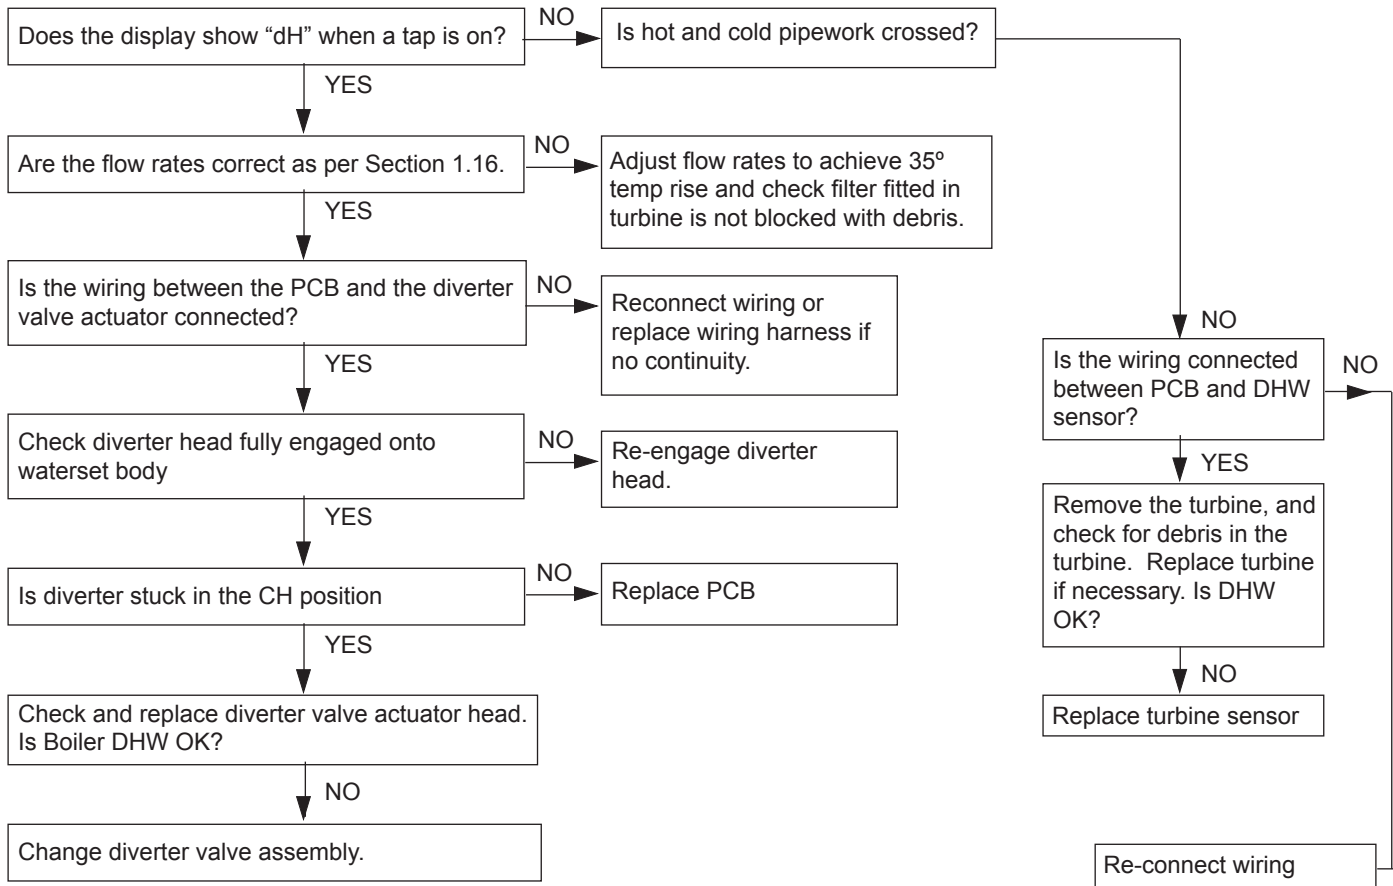 Does the display show “dH” when a tap is on?
NO
Is hot and cold pipework crossed?
YES
Are the flow rates correct as per Section 1.16.
NO
Adjust flow rates to achieve 35º
temp rise and check filter fitted in
turbine is not blocked with debris.
YES
Is the wiring between the PCB and the diverter
valve actuator connected?
NO
Reconnect wiring or
replace wiring harness if
no continuity.
YES
Check diverter head fully engaged onto
waterset body
NO
Re-engage diverter
head.
YES
Is diverter stuck in the CH position
NO
Replace PCB
YES
Check and replace diverter valve actuator head.
Is Boiler DHW OK?
NO
Change diverter valve assembly.
NO
Is the wiring connected
between PCB and DHW
sensor?
NO
YES
Remove the turbine, and
check for debris in the
turbine.  Replace turbine
if necessary. Is DHW
OK?
NO
Replace turbine sensor
Re-connect wiring